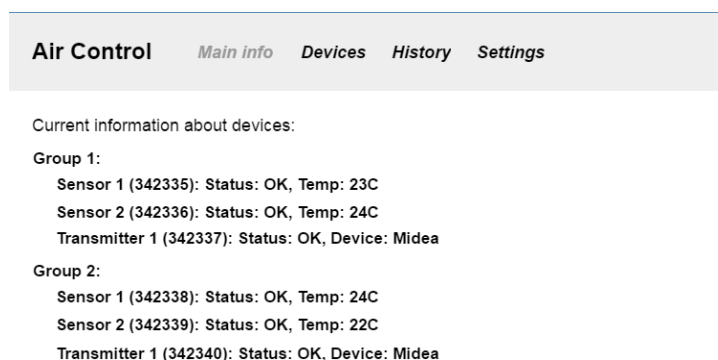 Air Control Main info Devices History Settings
Current information about devices:
Group 1:
Sensor 1 (342335): Status: OK, Temp: 23C
Sensor 2 (342336): Status: OK, Temp: 24C
Transmitter 1 (342337): Status: OK, Device: Midea
Group 2:
Sensor 1 (342338): Status: OK, Temp: 24C
Sensor 2 (342339): Status: OK, Temp: 22C
Transmitter 1 (342340): Status: OK, Device: Midea